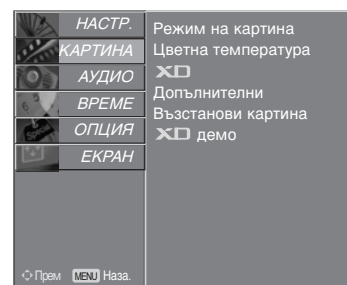 НАСТР.
КАРТИНА
АУДИО
ВРЕМЕ
ОПЦИЯ
ЕКРАН
Режим на картина
Цветна температура
XD
Допълнителни
Възстанови картина
XD демо
Прем MENU Наза.